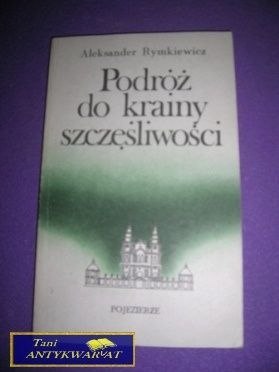 Aleksander Rymkiewicz
Podróż
do krainy
szczęśliwości
POJEZIERZE
Tani
ANTYKWARIAT